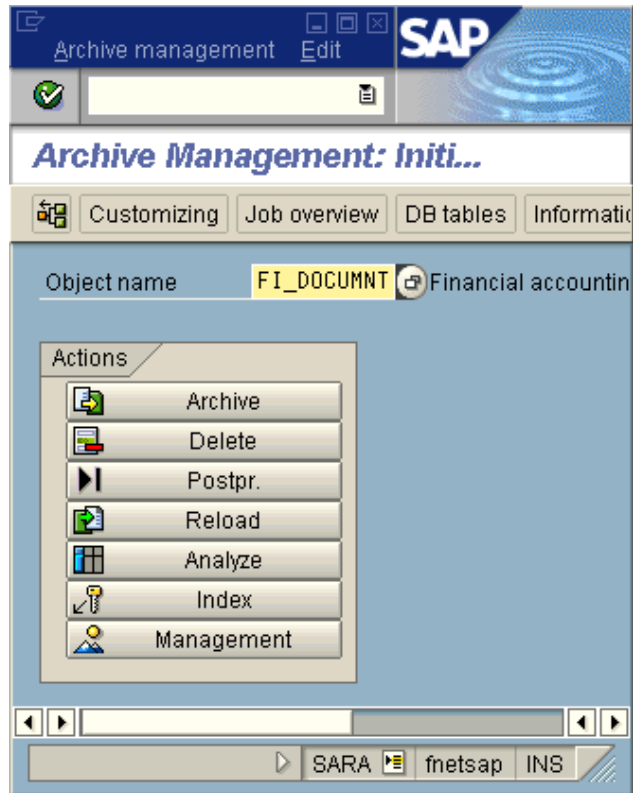 SAP
Archive management Edit
Archive Management: Initi...
Customizing Job overview DB tables Informatic
Object name FI_DOCUMNT Financial accountin
Actions
Archive
Delete
Postpr.
Reload
Analyze
Index
Management
SARA fnetsap INS